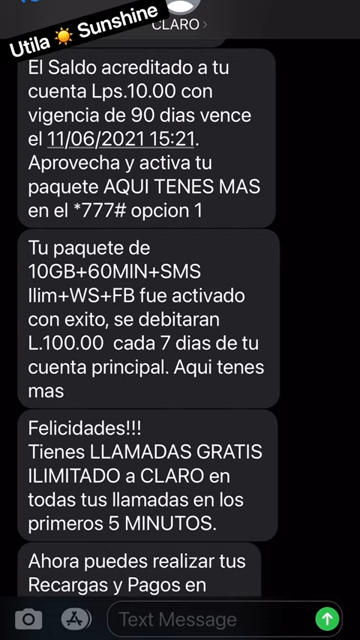 Utila ☀️ Sunshine
CLARO
El Saldo acreditado a tu
cuenta Lps.10.00 con
vigencia de 90 dias vence
el 11/06/2021 15:21.
Aprovecha y activa tu
paquete AQUI TENES MAS
en el *777# opcion 1
Tu paquete de
10GB+60MIN+SMS
Ilim+WS+FB fue activado
con exito, se debitaran
L.100.00 cada 7 dias de tu
cuenta principal. Aqui tenes
mas
Felicidades!!!
Tienes LLAMADAS GRATIS
ILIMITADO a CLARO en
todas tus llamadas en los
primeros 5 MINUTOS.
Ahora puedes realizar tus
Recargas y Pagos en
Text Message